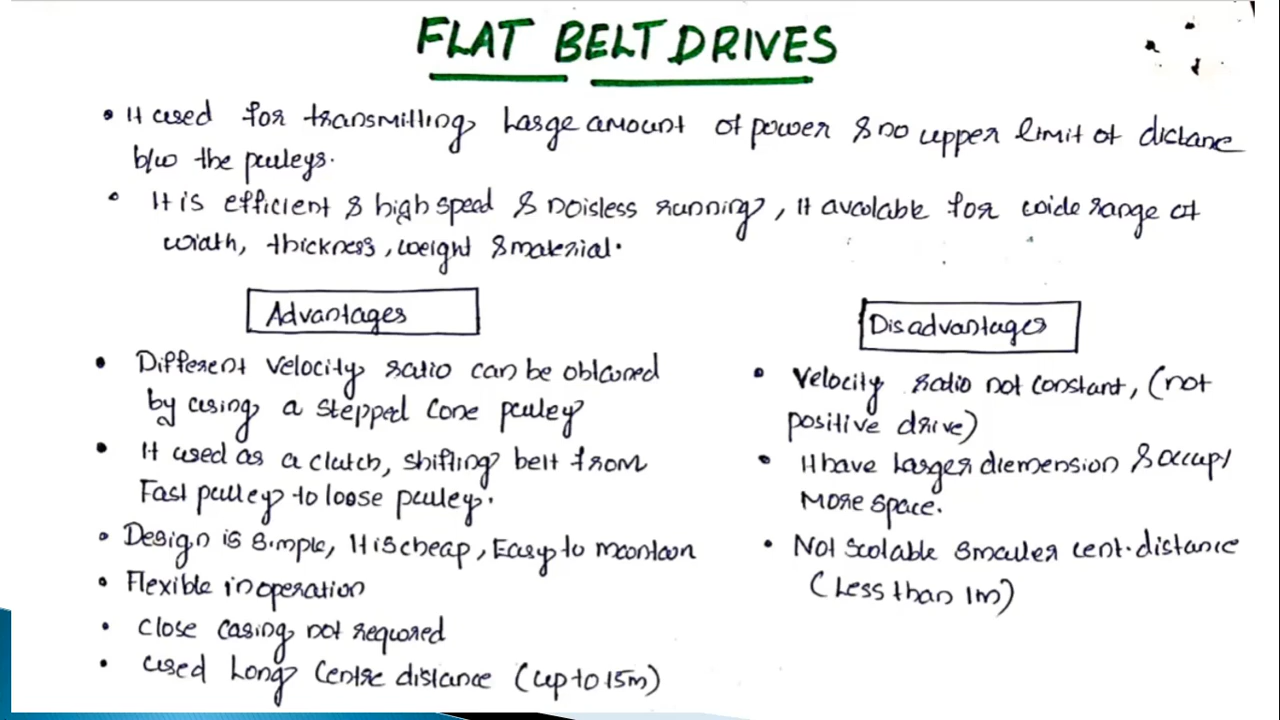 FLAT BELT DRIVES
• It used for transmitting Large amount of power & no upper limit of distance
b/w the pulleys.
• It is efficient & high speed & noisless running, It avalable for wide range of
width, thickness, weight & material.
Advantages
• Different velocity ratio can be obtained
by using a stepped Cone pulley
• It used as a clutch, shifting belt from
Fast pulley to loose pulley.
• Design is simple, It is cheap, Easy to maintain
• Flexible in operation
• close casing not required
• used Long Centre distance (up to 15m)
Disadvantages
• Velocity ratio not constant, (not
positive drive)
• It have Larger diemension & occupy
More space.
• Not scalable smaller cent. distance
(Less than 1m)